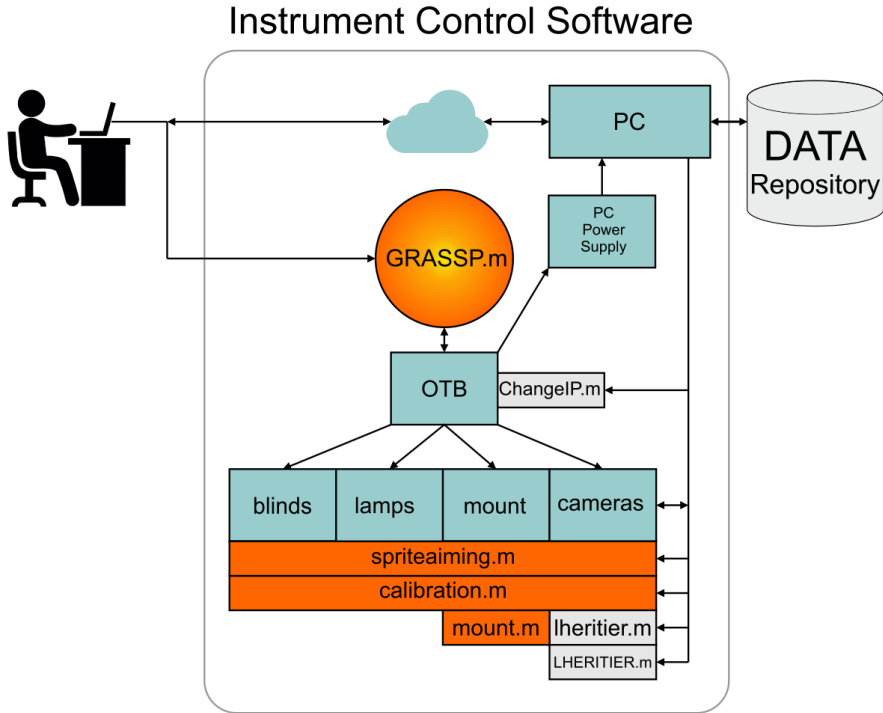 Instrument Control Software
PC
DATA
Repository
PC
Power
Supply
GRASSP.m
OTB
ChangeIP.m
blinds
lamps
mount
cameras
spriteaiming.m
calibration.m
mount.m
lheritier.m
LHERITIER.m